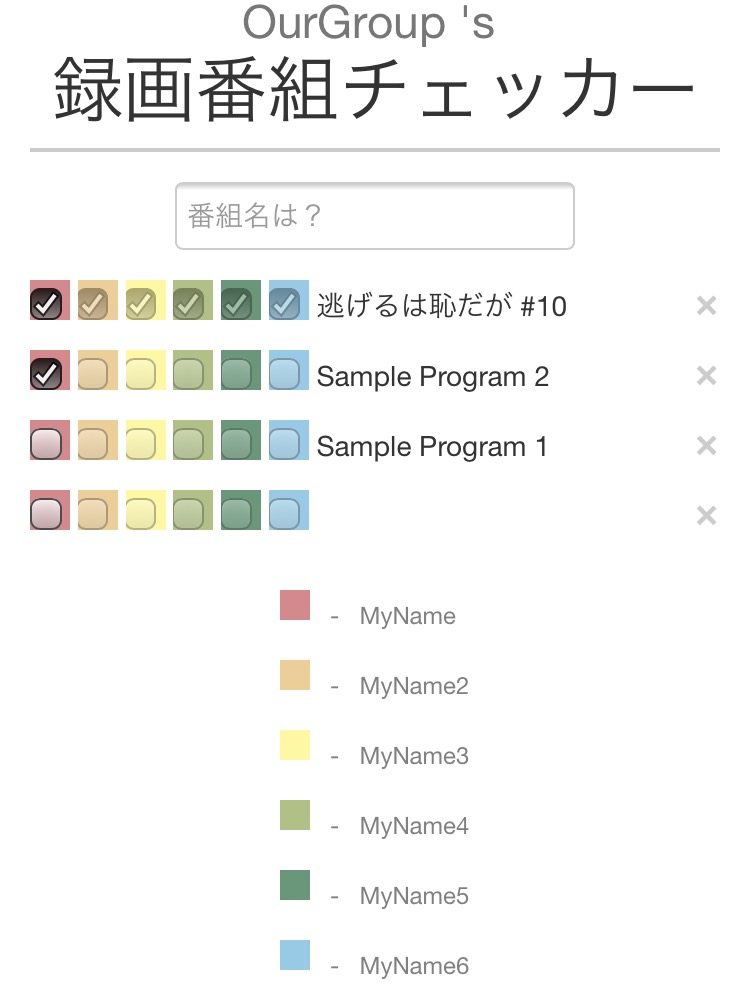 OurGroup 's
録画番組チェッカー
番組名は？
逃げるは恥だが #10
Sample Program 2
Sample Program 1
- MyName
- MyName2
- MyName3
- MyName4
- MyName5
- MyName6